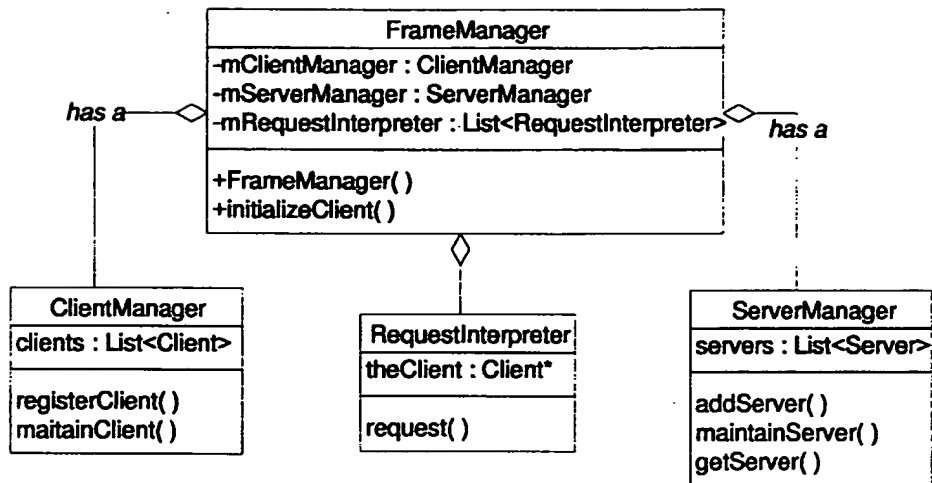 FrameManager
-mClientManager : ClientManager
-mServerManager : ServerManager
-mRequestInterpreter : List<RequestInterpreter>
+FrameManager( )
+initializeClient( )
has a
has a
ClientManager
clients : List<Client>
registerClient( )
maitainClient( )
RequestInterpreter
theClient : Client*
request( )
ServerManager
servers : List<Server>
addServer( )
maintainServer( )
getServer( )